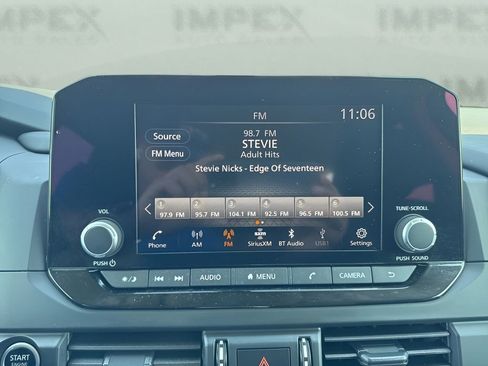 IMPEX IMPEX IMPEX
FM 11:06
Source
98.7 FM
STEVIE
Adult Hits
FM Menu
Stevie Nicks - Edge Of Seventeen
1 2 3 4 5 6
97.9 FM 95.7 FM 104.1 FM 92.5 FM 96.5 FM 100.5 FM
VOL
TUNE-SCROLL
Phone AM FM SiriusXM BT Audio USB1 Settings
PUSH
PUSH SOUND
AUDIO MENU CAMERA
START
ENGINE